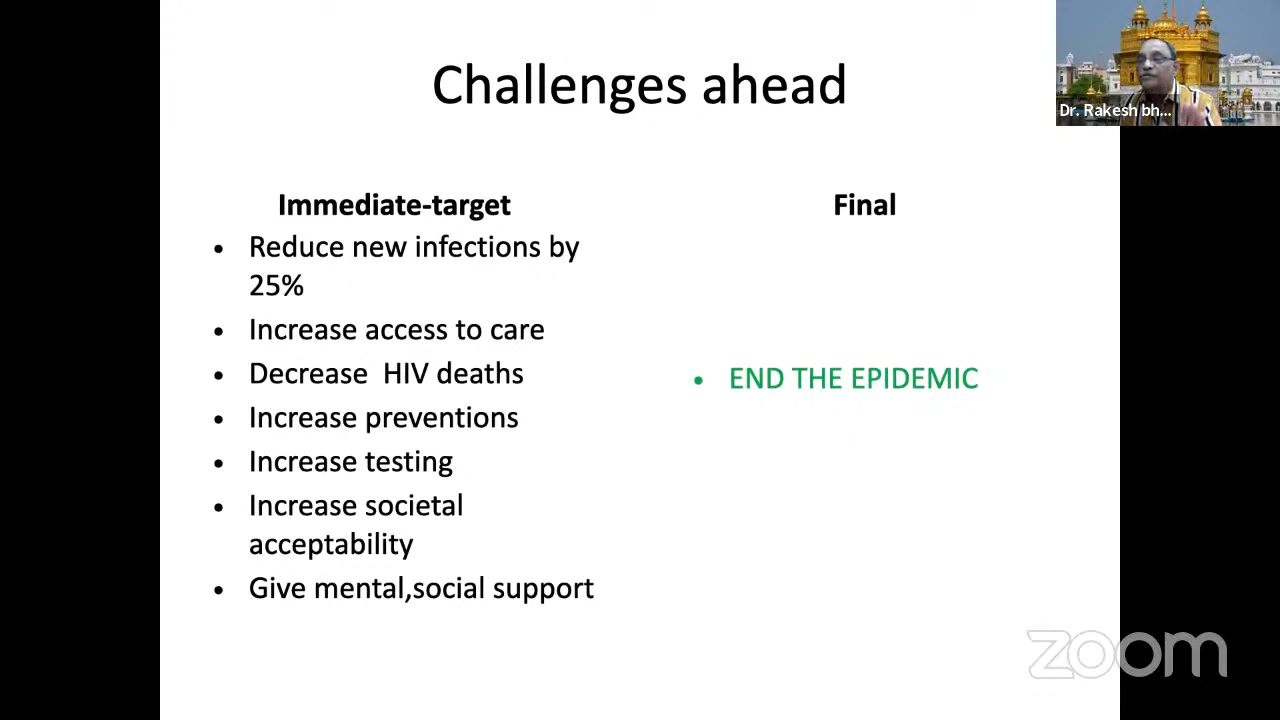 Challenges ahead
Dr. Rakesh bh...
Immediate-target
• Reduce new infections by
25%
• Increase access to care
• Decrease  HIV deaths
• Increase preventions
• Increase testing
• Increase societal
acceptability
• Give mental,social support
Final
• END THE EPIDEMIC
zoom